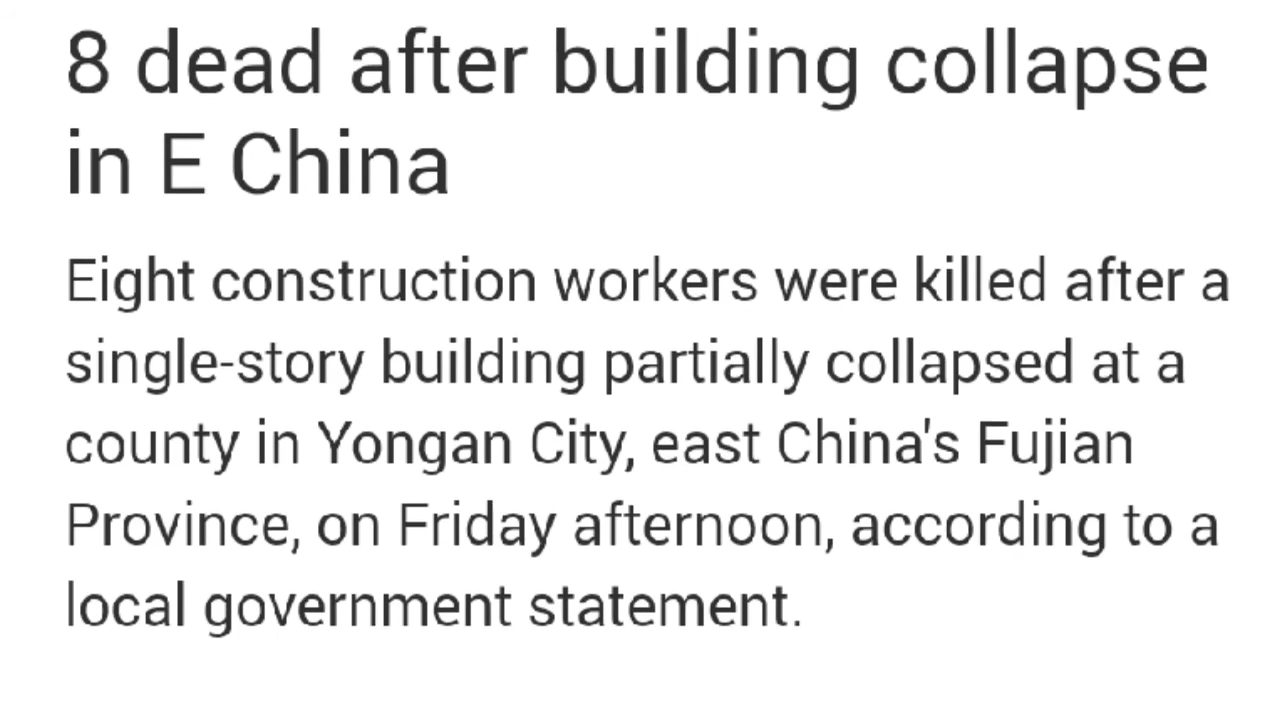 8 dead after building collapse
in E China
Eight construction workers were killed after a
single-story building partially collapsed at a
county in Yongan City, east China's Fujian
Province, on Friday afternoon, according to a
local government statement.